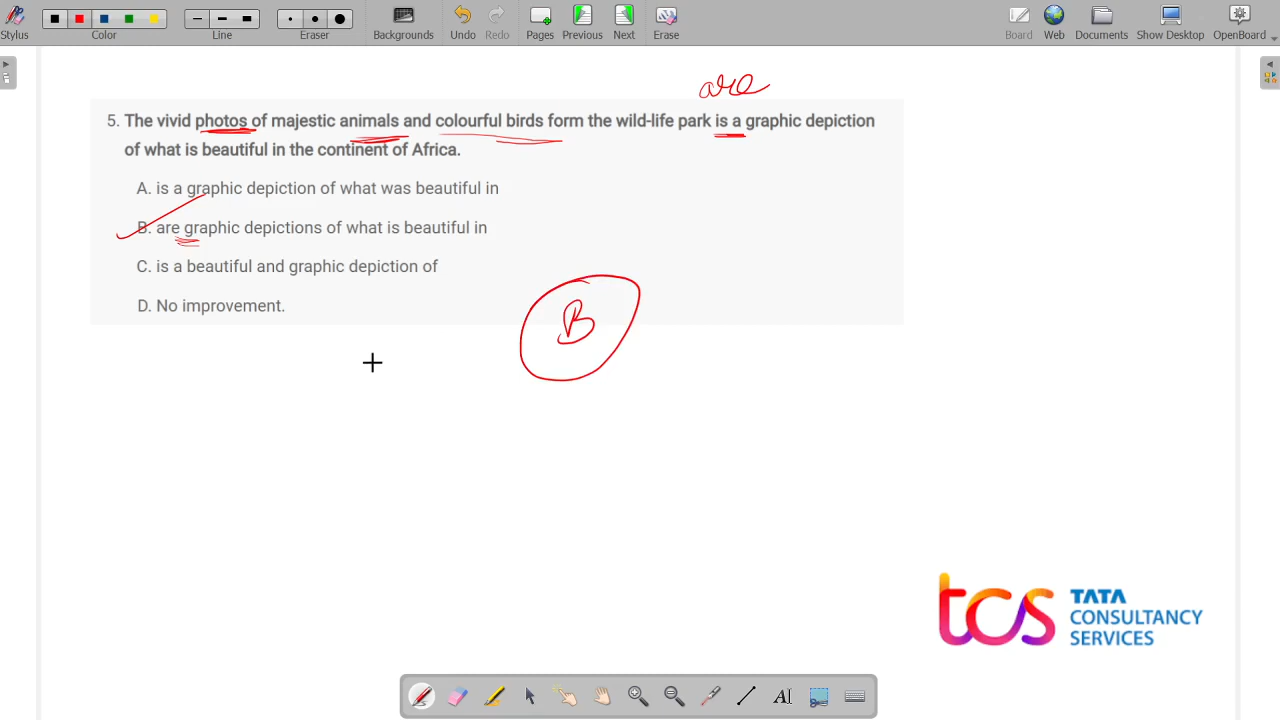 Stylus
Color
Line
Eraser
Backgrounds
Undo
Redo
Pages
Previous
Next
Erase
Board
Web
Documents
Show Desktop
OpenBoard
are
5. The vivid photos of majestic animals and colourful birds form the wild-life park is a graphic depiction
of what is beautiful in the continent of Africa.
A. is a graphic depiction of what was beautiful in
B. are graphic depictions of what is beautiful in
C. is a beautiful and graphic depiction of
D. No improvement.
B
tcs TATA
CONSULTANCY
SERVICES
AI